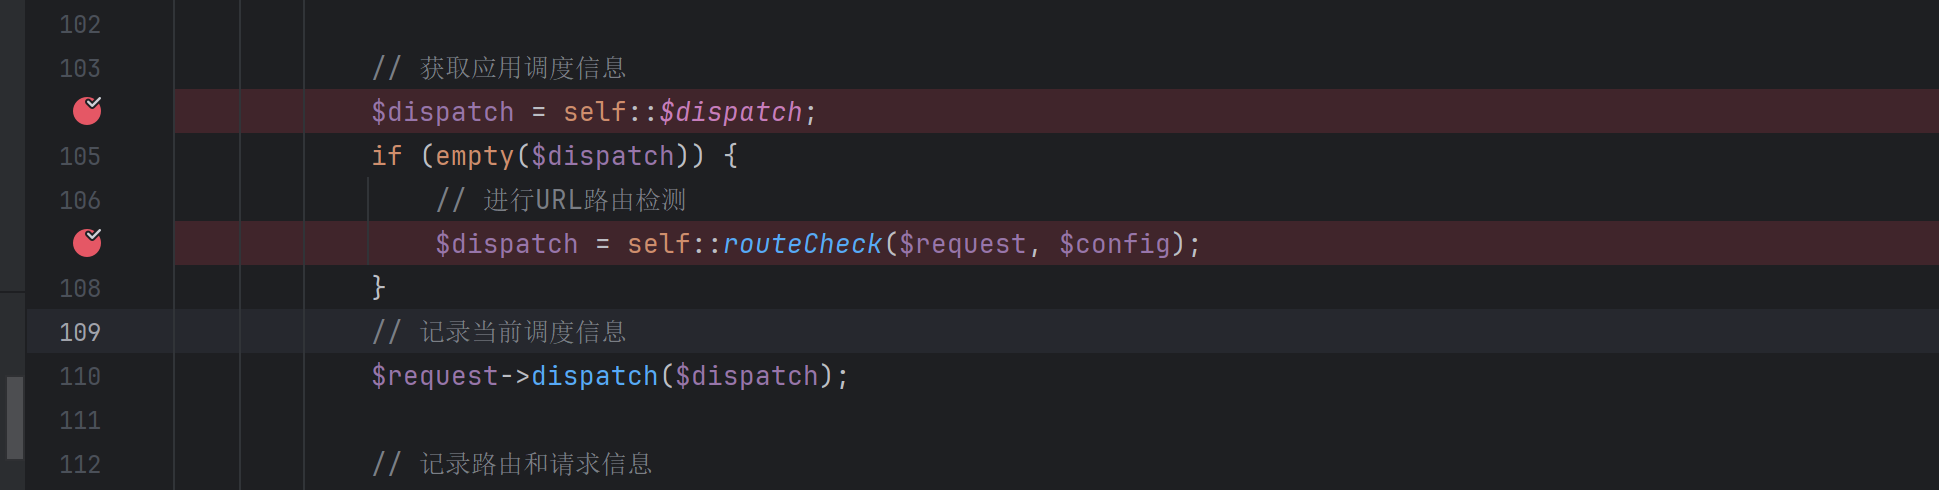 102
103 // 获取应用调度信息
$dispatch = self::$dispatch;
105 if (empty($dispatch)) {
106 // 进行URL路由检测
$dispatch = self::routeCheck($request, $config);
108 }
109 // 记录当前调度信息
110 $request->dispatch($dispatch);
111
112 // 记录路由和请求信息